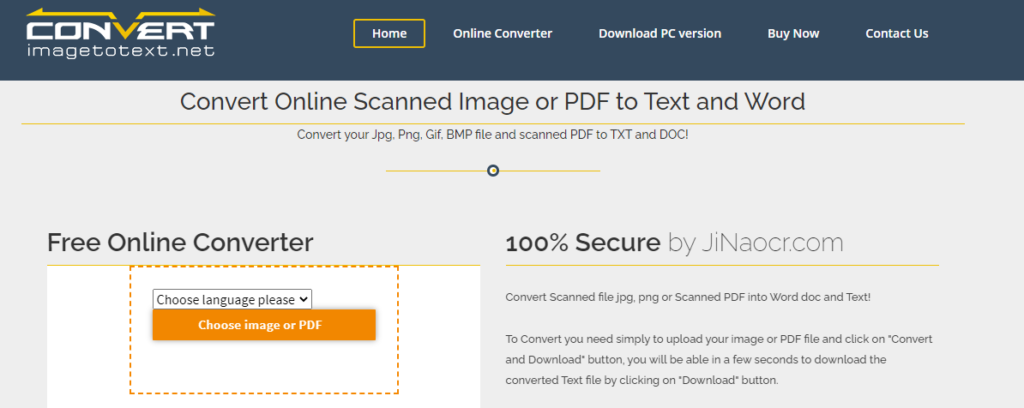 CONVERT
imagetotext.net
Home
Online Converter
Download PC version
Buy Now
Contact Us
Convert Online Scanned Image or PDF to Text and Word
Convert your Jpg, Png, Gif, BMP file and scanned PDF to TXT and DOC!
Free Online Converter
Choose language please
Choose image or PDF
100% Secure by JiNaocr.com
Convert Scanned file jpg, png or Scanned PDF into Word doc and Text!
To Convert you need simply to upload your image or PDF file and click on "Convert
and Download" button, you will be able in a few seconds to download the
converted Text file by clicking on "Download" button.